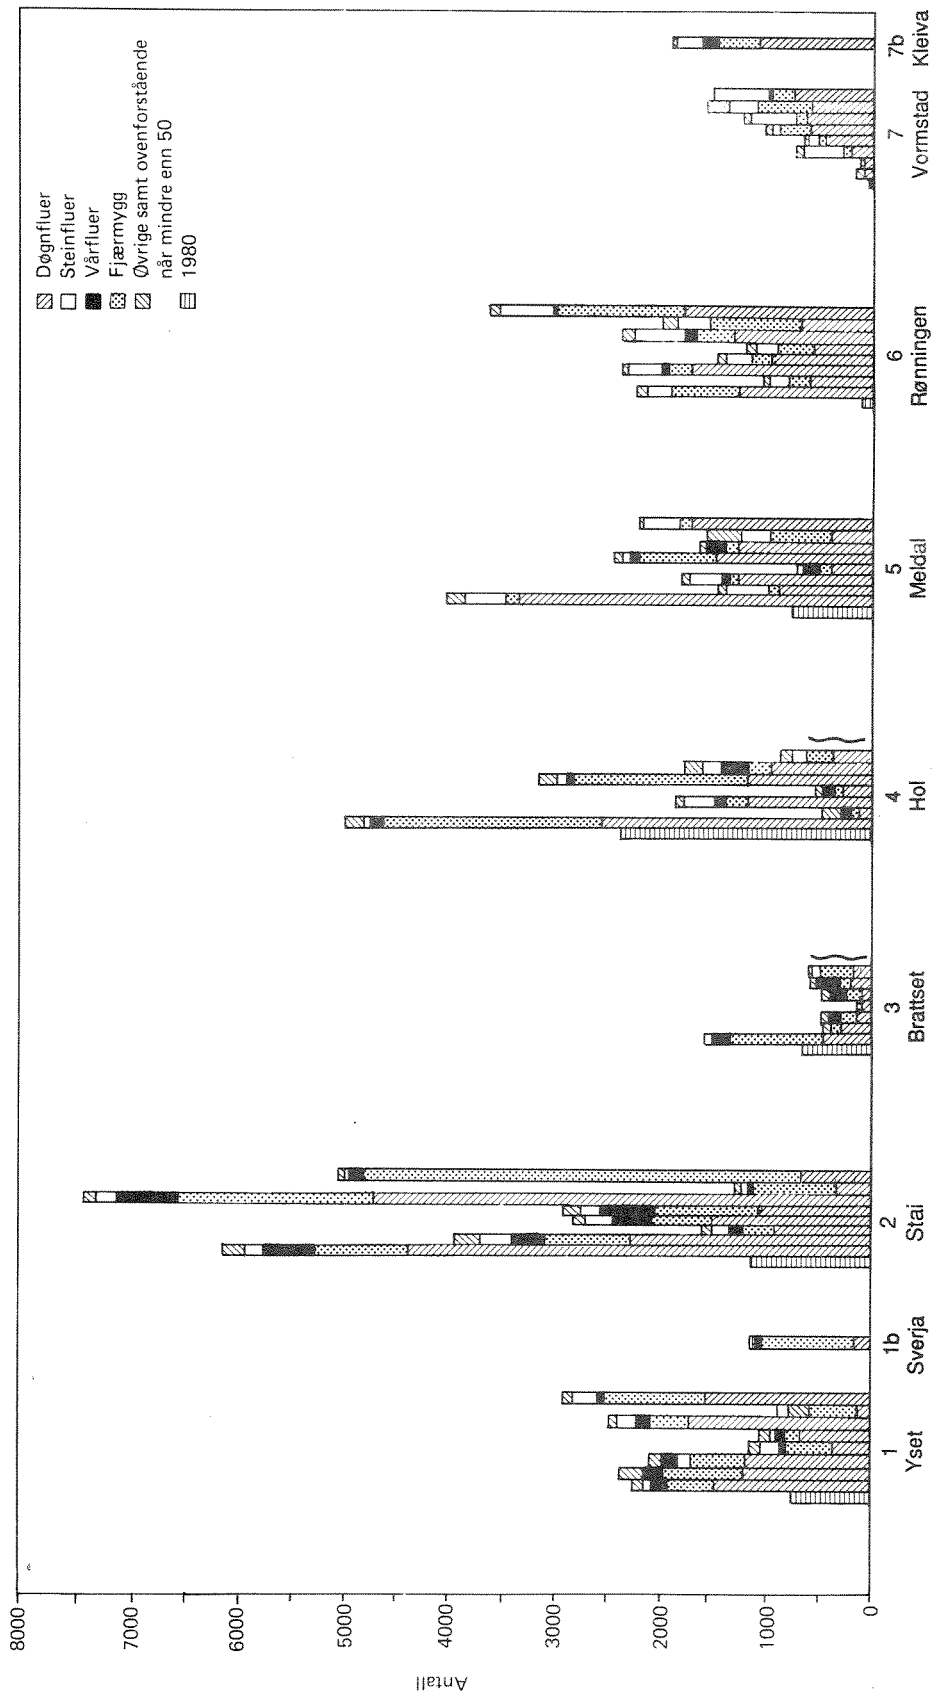 Døgnfluer
Steinfluer
Vårfluer
Fjærmygg
Øvrige samt ovenforstående
når mindre enn 50
1980
8000
7000
6000
5000
4000
3000
2000
1000
0
Antall
1
Yset
1b
Sverja
2
Stai
3
Brattset
4
Hol
5
Meldal
6
Rønningen
7
Vormstad
7b
Kleiva